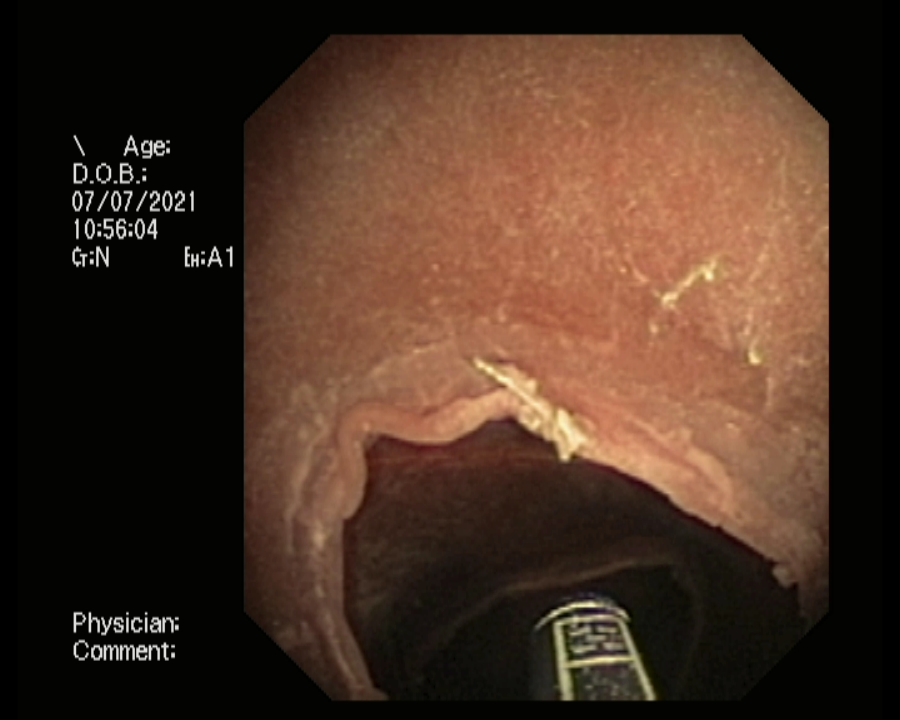 \ Age:
D.O.B.:
07/07/2021
10:56:04
Cr:N Eh:A1
Physician:
Comment: